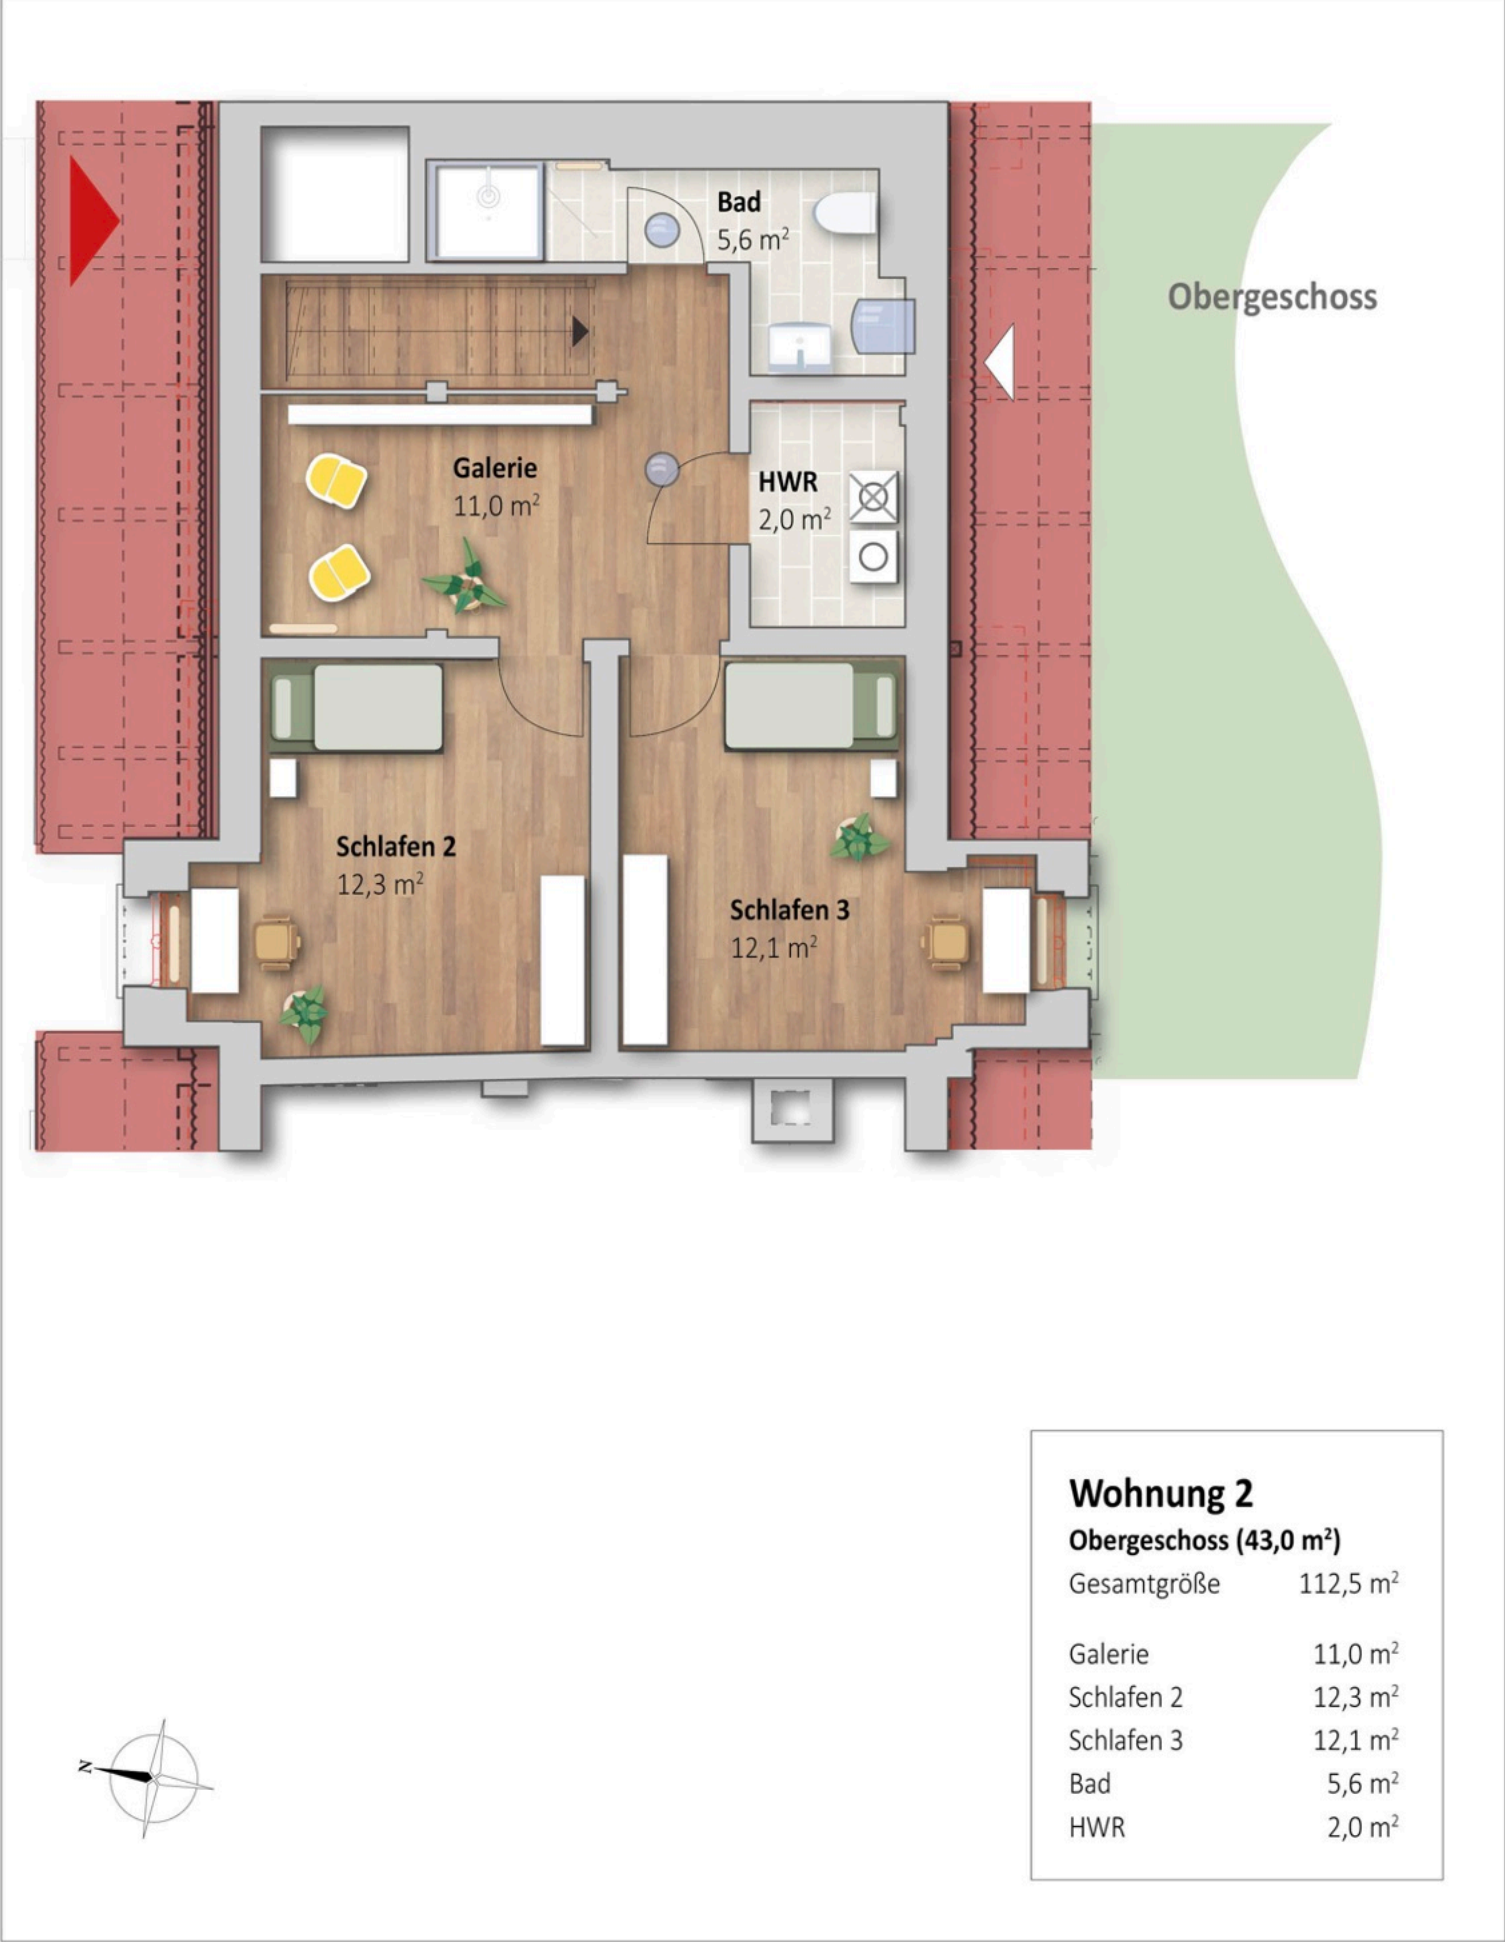 Bad
5,6 m²
Obergeschoss
Galerie
11,0 m²
HWR
2,0 m²
Schlafen 2
12,3 m²
Schlafen 3
12,1 m²
Wohnung 2
Obergeschoss (43,0 m²)
Gesamtgröße 112,5 m²
Galerie 11,0 m²
Schlafen 2 12,3 m²
Schlafen 3 12,1 m²
Bad 5,6 m²
HWR 2,0 m²
N